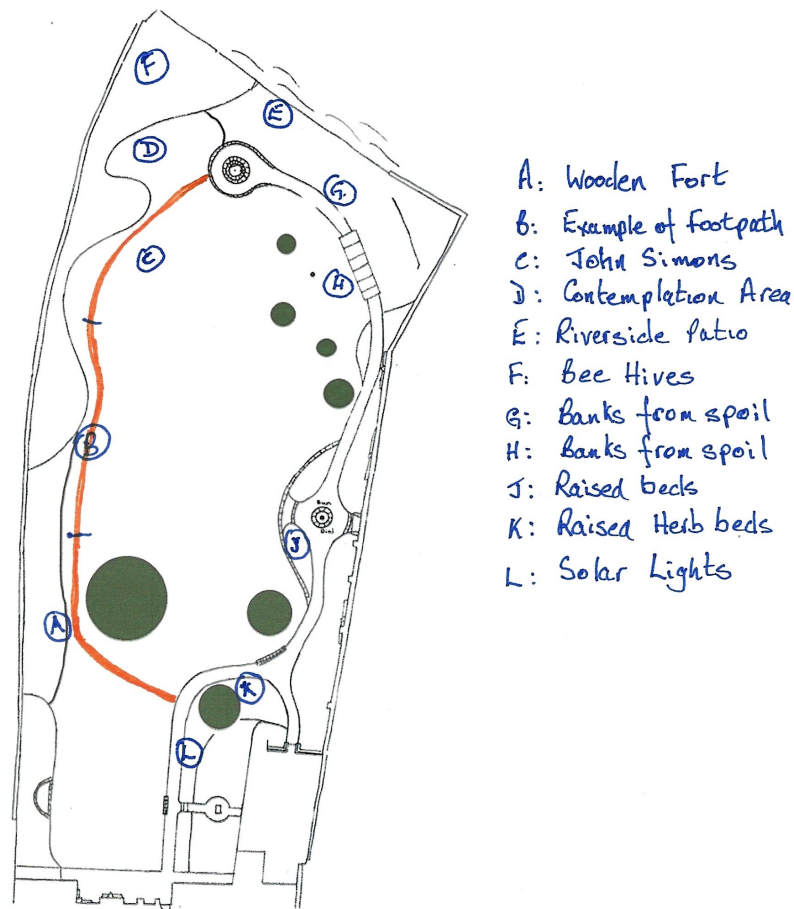 F
E
D
G
C
H
B
Sun
Dial
J
A
K
L
A: Wooden Fort
B: Example of Footpath
C: John Simons
D: Contemplation Area
E: Riverside Patio
F: Bee Hives
G: Banks from spoil
H: Banks from spoil
J: Raised beds
K: Raised Herb beds
L: Solar Lights